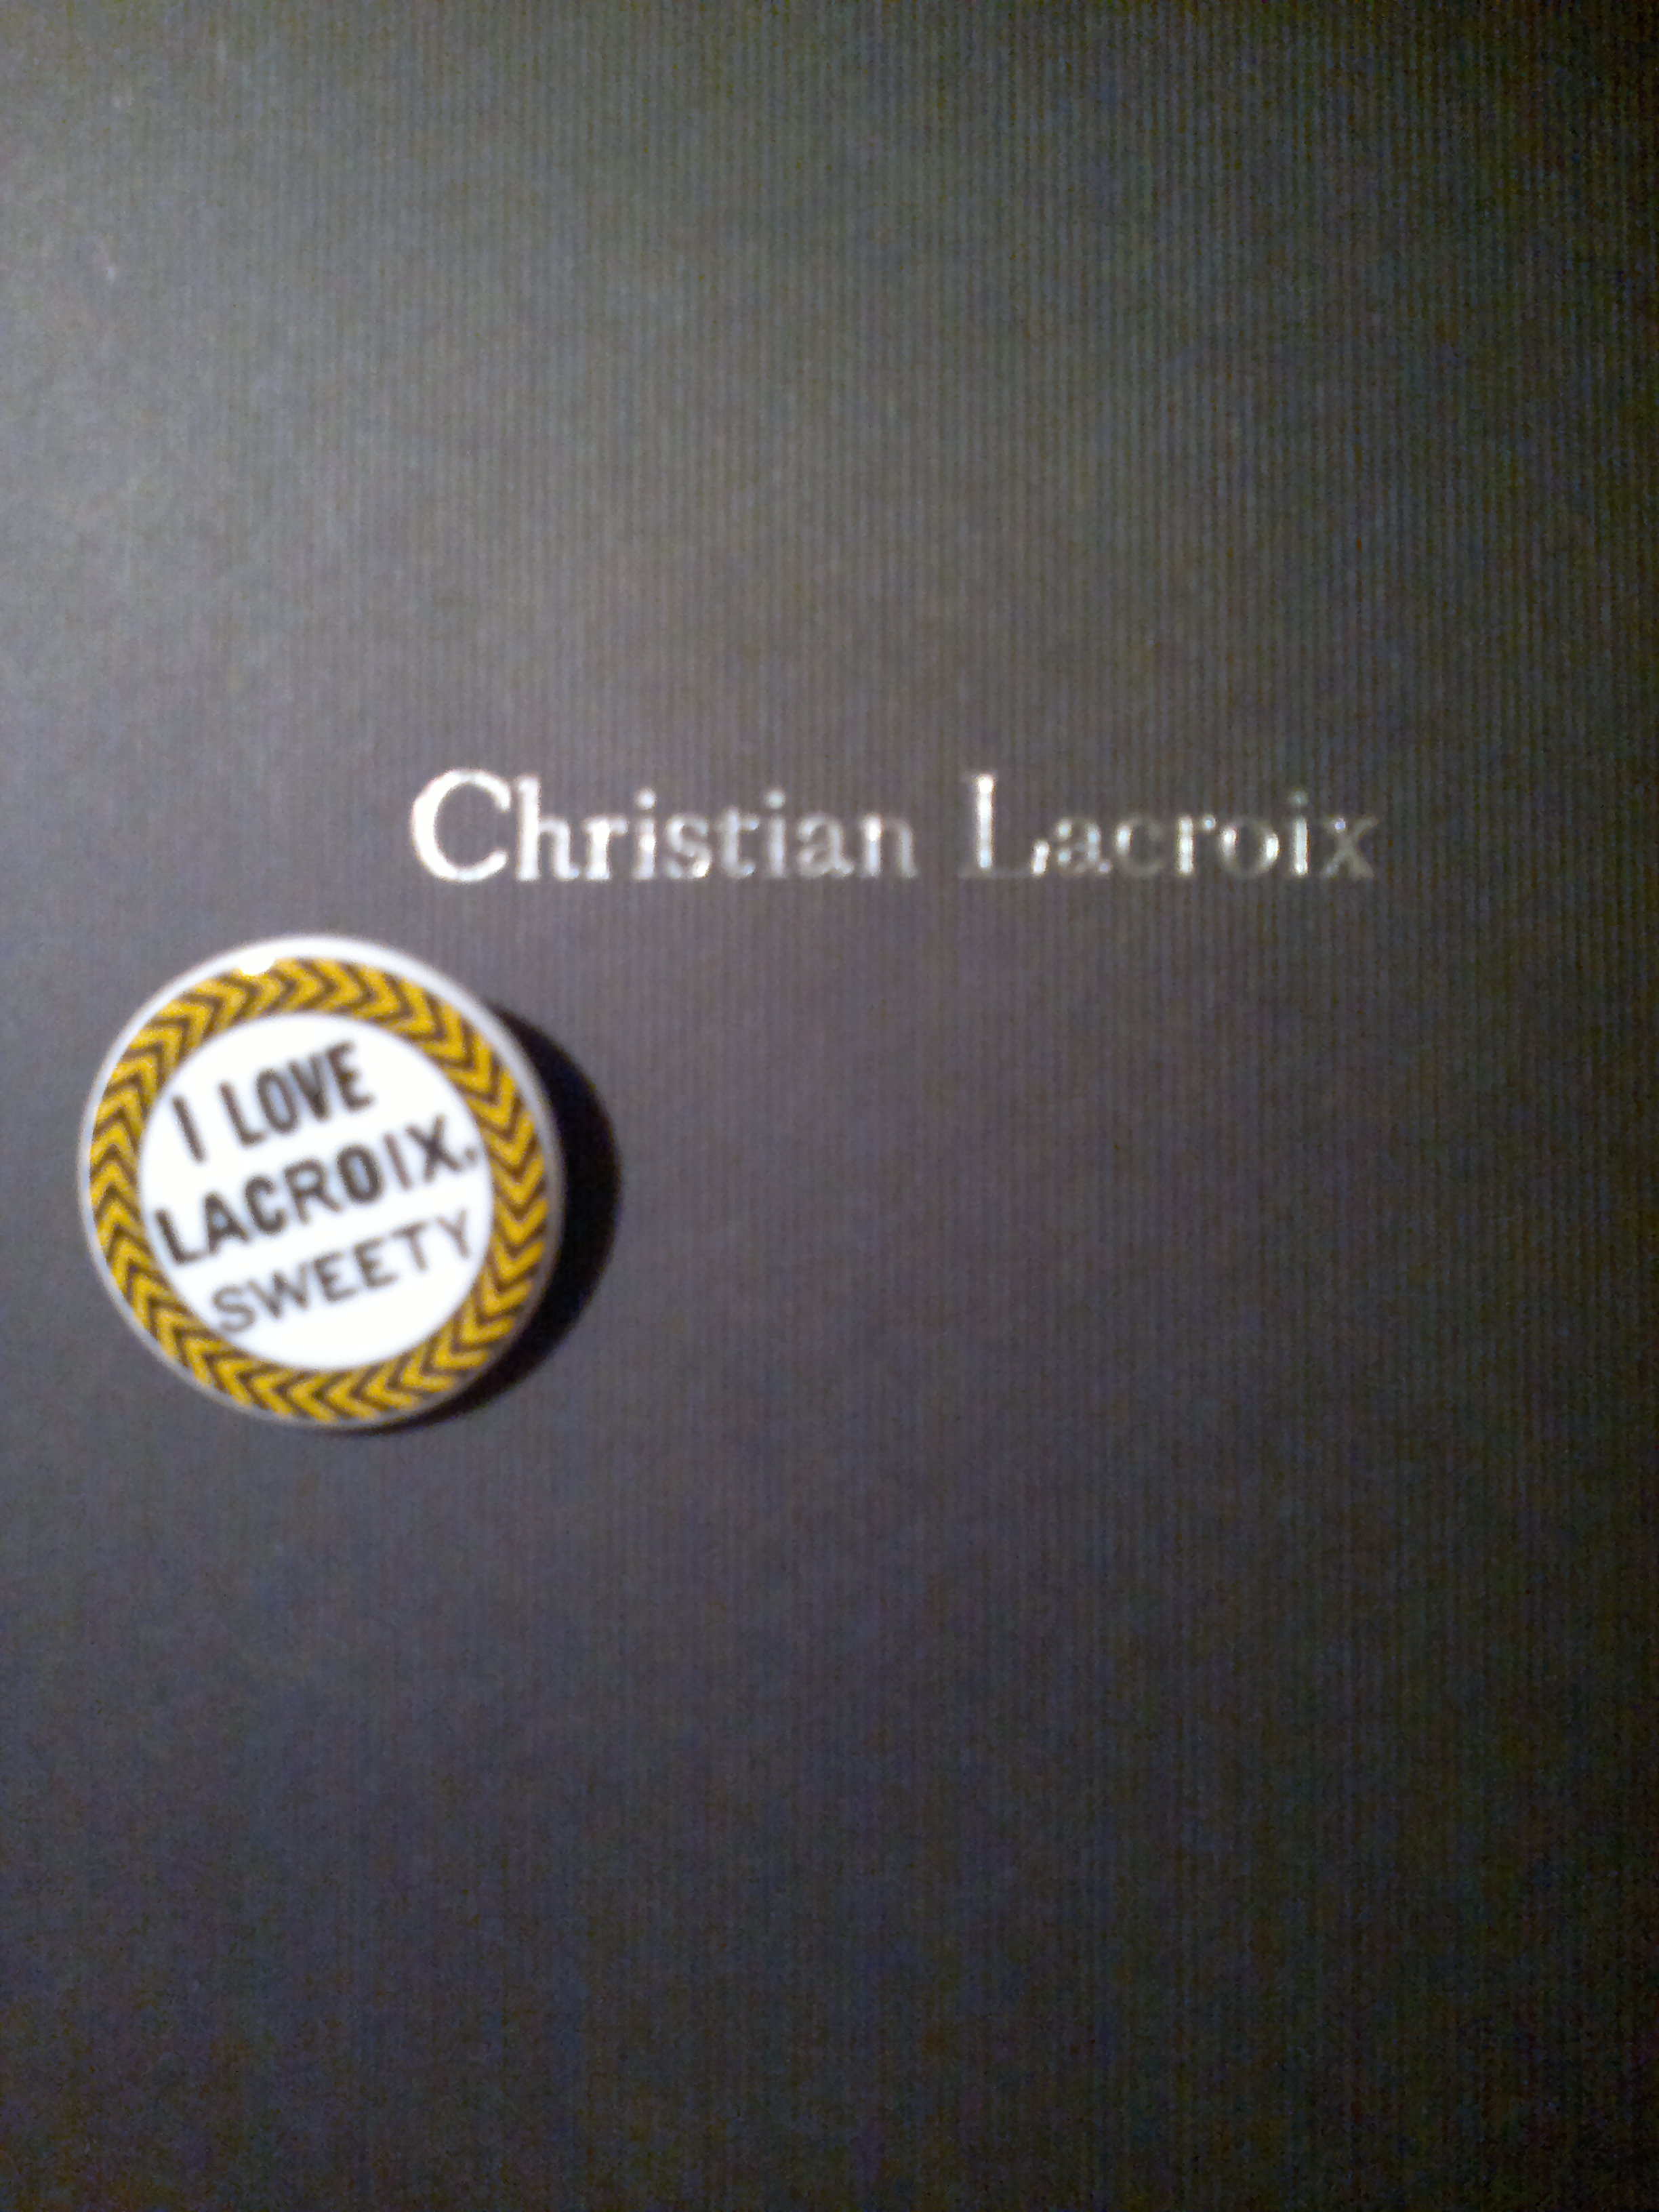 Christian Lacroix
I LOVE
LACROIX,
SWEETY